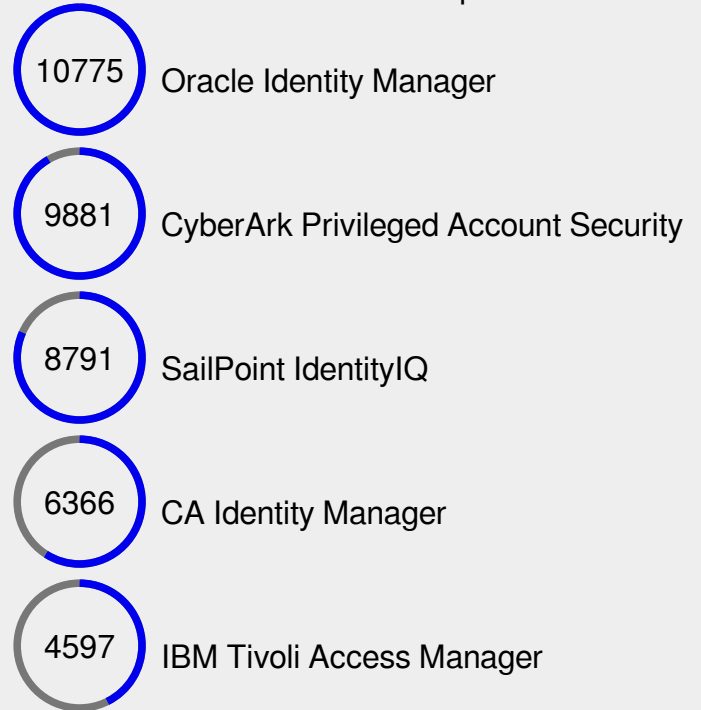 10775 Oracle Identity Manager
9881 CyberArk Privileged Account Security
8791 SailPoint IdentityIQ
6366 CA Identity Manager
4597 IBM Tivoli Access Manager